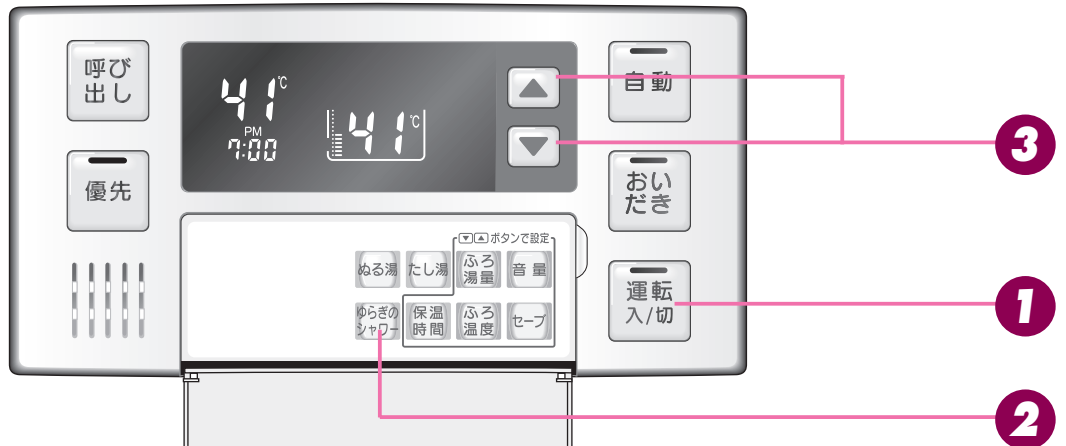 呼び
出し
優先
41℃
PM
7:00
41℃
自動
おい
だき
運転
入/切
▼▲ボタンで設定
ぬる湯
たし湯
ふろ
湯量
音量
ゆらぎの
シャワー
保温
時間
ふろ
温度
セーブ
3
1
2